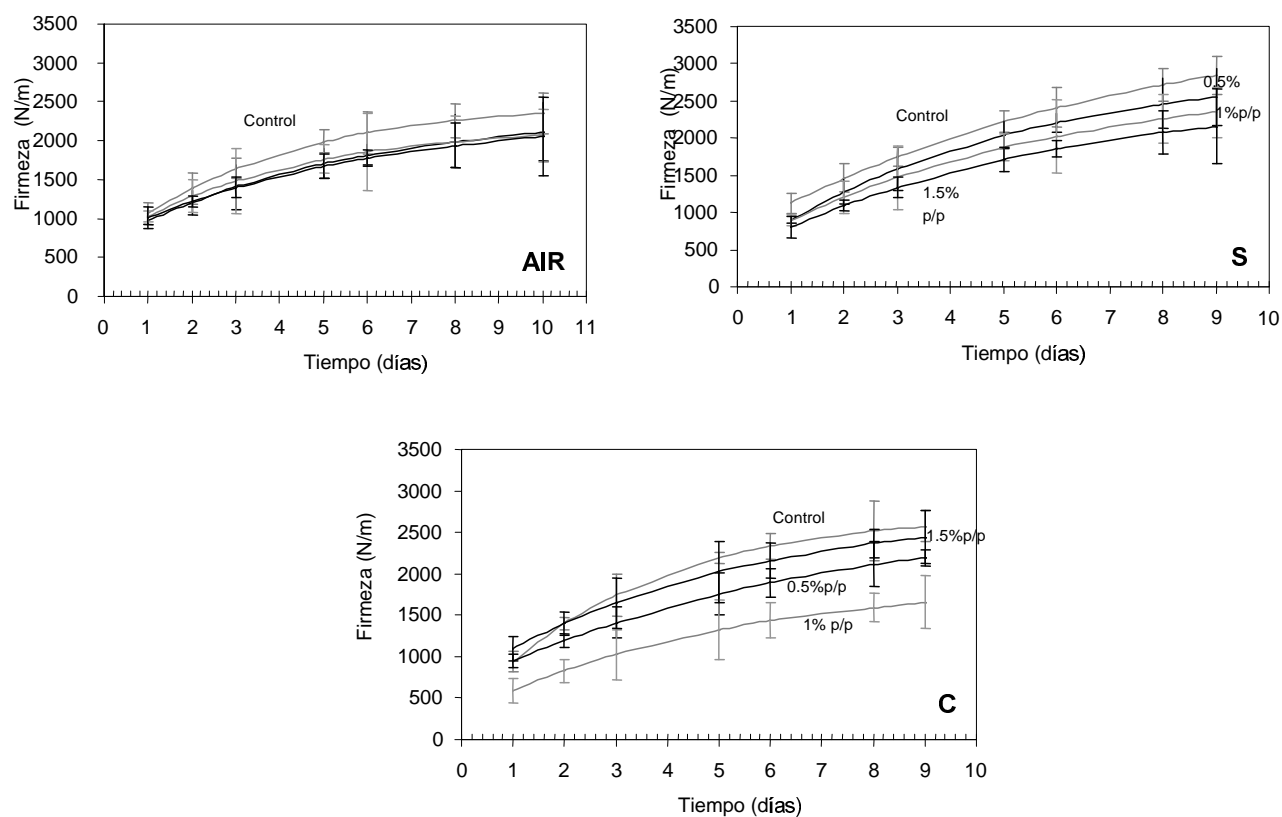 Firmeza (N/m)
3500
3000
2500
2000
1500
1000
500
0
Control
AIR
0 1 2 3 4 5 6 7 8 9 10 11
Tiempo (días)
Firmeza (N/m)
3500
3000
2500
2000
1500
1000
500
0
Control
0.5%
1%p/p
1.5%
p/p
S
0 1 2 3 4 5 6 7 8 9 10
Tiempo (días)
Firmeza (N/m)
3500
3000
2500
2000
1500
1000
500
0
Control
1.5%p/p
0.5%p/p
1% p/p
C
0 1 2 3 4 5 6 7 8 9 10
Tiempo (días)